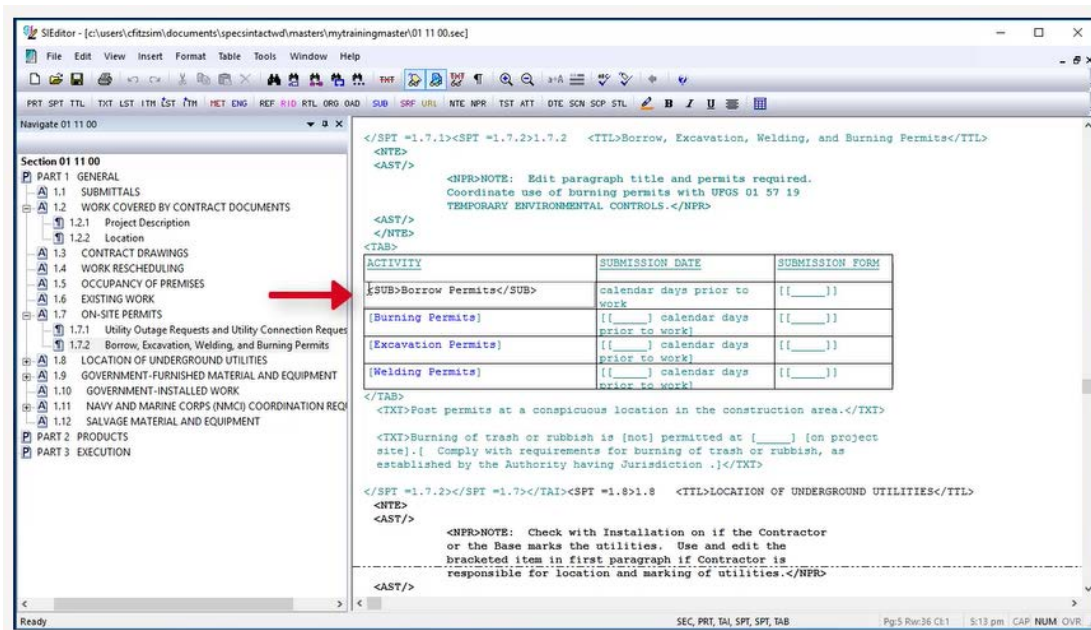 SIEditor - [c:\users\cfitzsim\documents\specsintactwd\masters\mytrainingmaster\01 11 00.sec]
File Edit View Insert Format Table Tools Window Help
PRT SPT TTL TXT LST ITM LST ITM MET ENG REF RID RTL ORG OAD SUB SRF URL NTE NPR TST ATT DTE SCN SCP STL B I U
Navigate 01 11 00
Section 01 11 00
PART 1 GENERAL
1.1 SUBMITTALS
1.2 WORK COVERED BY CONTRACT DOCUMENTS
1.2.1 Project Description
1.2.2 Location
1.3 CONTRACT DRAWINGS
1.4 WORK RESCHEDULING
1.5 OCCUPANCY OF PREMISES
1.6 EXISTING WORK
1.7 ON-SITE PERMITS
1.7.1 Utility Outage Requests and Utility Connection Reques
1.7.2 Borrow, Excavation, Welding, and Burning Permits
1.8 LOCATION OF UNDERGROUND UTILITIES
1.9 GOVERNMENT-FURNISHED MATERIAL AND EQUIPMENT
1.10 GOVERNMENT-INSTALLED WORK
1.11 NAVY AND MARINE CORPS (NMCI) COORDINATION REQ
1.12 SALVAGE MATERIAL AND EQUIPMENT
PART 2 PRODUCTS
PART 3 EXECUTION
</SPT =1.7.1><SPT =1.7.2>1.7.2 <TTL>Borrow, Excavation, Welding, and Burning Permits</TTL>
<NTE>
<AST/>
<NPR>NOTE: Edit paragraph title and permits required.
Coordinate use of burning permits with UFGS 01 57 19
TEMPORARY ENVIRONMENTAL CONTROLS.</NPR>
<AST/>
</NTE>
<TAB>
ACTIVITY SUBMISSION DATE SUBMISSION FORM
<SUB>Borrow Permits</SUB> calendar days prior to work [[_____]]
[Burning Permits] [[_____] calendar days prior to work] [[_____]]
[Excavation Permits] [[_____] calendar days prior to work] [[_____]]
[Welding Permits] [[_____] calendar days prior to work] [[_____]]
</TAB>
<TXT>Post permits at a conspicuous location in the construction area.</TXT>
<TXT>Burning of trash or rubbish is [not] permitted at [_____] [on project
site].[ Comply with requirements for burning of trash or rubbish, as
established by the Authority having Jurisdiction .]</TXT>
</SPT =1.7.2></SPT =1.7></TAI><SPT =1.8>1.8 <TTL>LOCATION OF UNDERGROUND UTILITIES</TTL>
<NTE>
<AST/>
<NPR>NOTE: Check with Installation on if the Contractor
or the Base marks the utilities. Use and edit the
bracketed item in first paragraph if Contractor is
responsible for location and marking of utilities.</NPR>
<AST/>
Ready SEC, PRT, TAI, SPT, SPT, TAB Pg:5 Rw:36 Cl:1 5:13 pm CAP NUM OVR